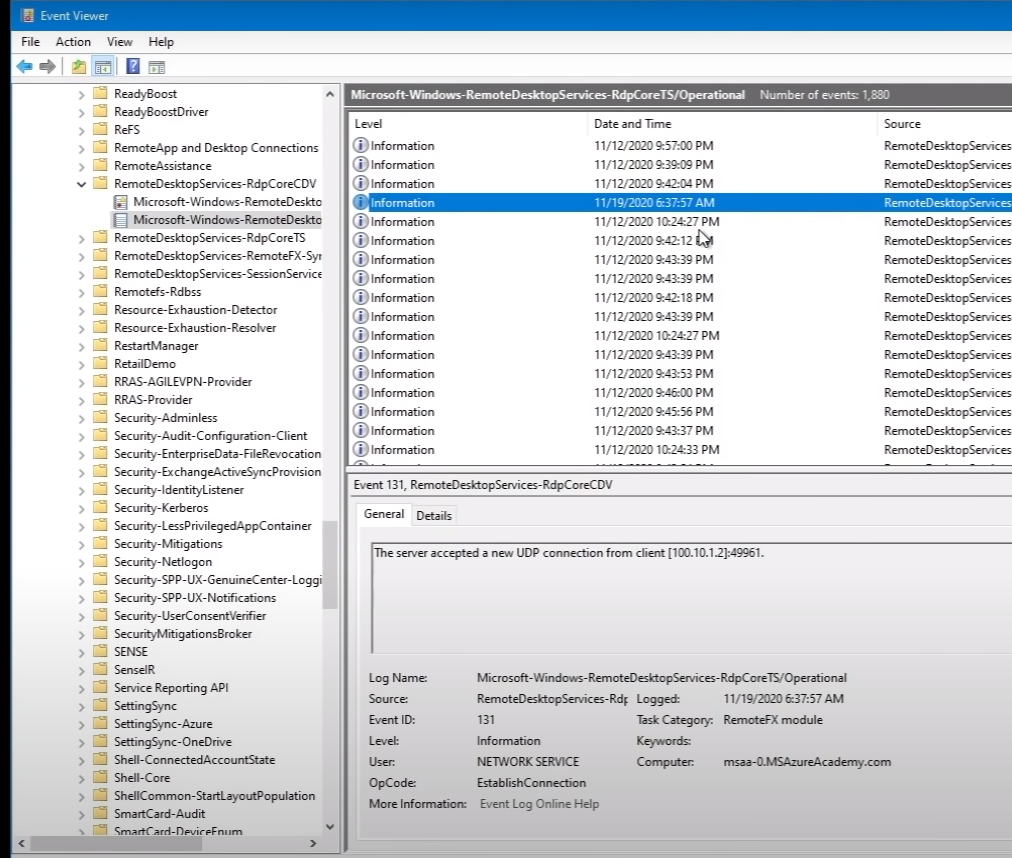 Event Viewer
File Action View Help
ReadyBoost
ReadyBoostDriver
ReFS
RemoteApp and Desktop Connections
RemoteAssistance
RemoteDesktopServices-RdpCoreCDV
Microsoft-Windows-RemoteDeskto
Microsoft-Windows-RemoteDeskto
RemoteDesktopServices-RdpCoreTS
RemoteDesktopServices-RemoteFX-Syn
RemoteDesktopServices-SessionService
Remotefs-Rdbss
Resource-Exhaustion-Detector
Resource-Exhaustion-Resolver
RestartManager
RetailDemo
RRAS-AGILEVPN-Provider
RRAS-Provider
Security-Adminless
Security-Audit-Configuration-Client
Security-EnterpriseData-FileRevocation
Security-ExchangeActiveSyncProvision
Security-IdentityListener
Security-Kerberos
Security-LessPrivilegedAppContainer
Security-Mitigations
Security-Netlogon
Security-SPP-UX-GenuineCenter-Loggi
Security-SPP-UX-Notifications
Security-UserConsentVerifier
SecurityMitigationsBroker
SENSE
SenseIR
Service Reporting API
SettingSync
SettingSync-Azure
SettingSync-OneDrive
Shell-ConnectedAccountState
Shell-Core
ShellCommon-StartLayoutPopulation
SmartCard-Audit
SmartCard-DeviceEnum
Microsoft-Windows-RemoteDesktopServices-RdpCoreTS/Operational Number of events: 1,880
Level Date and Time Source
Information 11/12/2020 9:57:00 PM RemoteDesktopServices
Information 11/12/2020 9:39:09 PM RemoteDesktopServices
Information 11/12/2020 9:42:04 PM RemoteDesktopServices
Information 11/19/2020 6:37:57 AM RemoteDesktopServices
Information 11/12/2020 10:24:27 PM RemoteDesktopServices
Information 11/12/2020 9:42:12 PM RemoteDesktopServices
Information 11/12/2020 9:43:39 PM RemoteDesktopServices
Information 11/12/2020 9:43:39 PM RemoteDesktopServices
Information 11/12/2020 9:42:18 PM RemoteDesktopServices
Information 11/12/2020 9:43:39 PM RemoteDesktopServices
Information 11/12/2020 10:24:27 PM RemoteDesktopServices
Information 11/12/2020 9:43:39 PM RemoteDesktopServices
Information 11/12/2020 9:43:53 PM RemoteDesktopServices
Information 11/12/2020 9:46:00 PM RemoteDesktopServices
Information 11/12/2020 9:45:56 PM RemoteDesktopServices
Information 11/12/2020 9:43:37 PM RemoteDesktopServices
Information 11/12/2020 10:24:33 PM RemoteDesktopServices
Event 131, RemoteDesktopServices-RdpCoreCDV
General Details
The server accepted a new UDP connection from client [100.10.1.2]:49961.
Log Name: Microsoft-Windows-RemoteDesktopServices-RdpCoreTS/Operational
Source: RemoteDesktopServices-Rdp Logged: 11/19/2020 6:37:57 AM
Event ID: 131 Task Category: RemoteFX module
Level: Information Keywords:
User: NETWORK SERVICE Computer: msaa-0.MSAzureAcademy.com
OpCode: EstablishConnection
More Information: Event Log Online Help